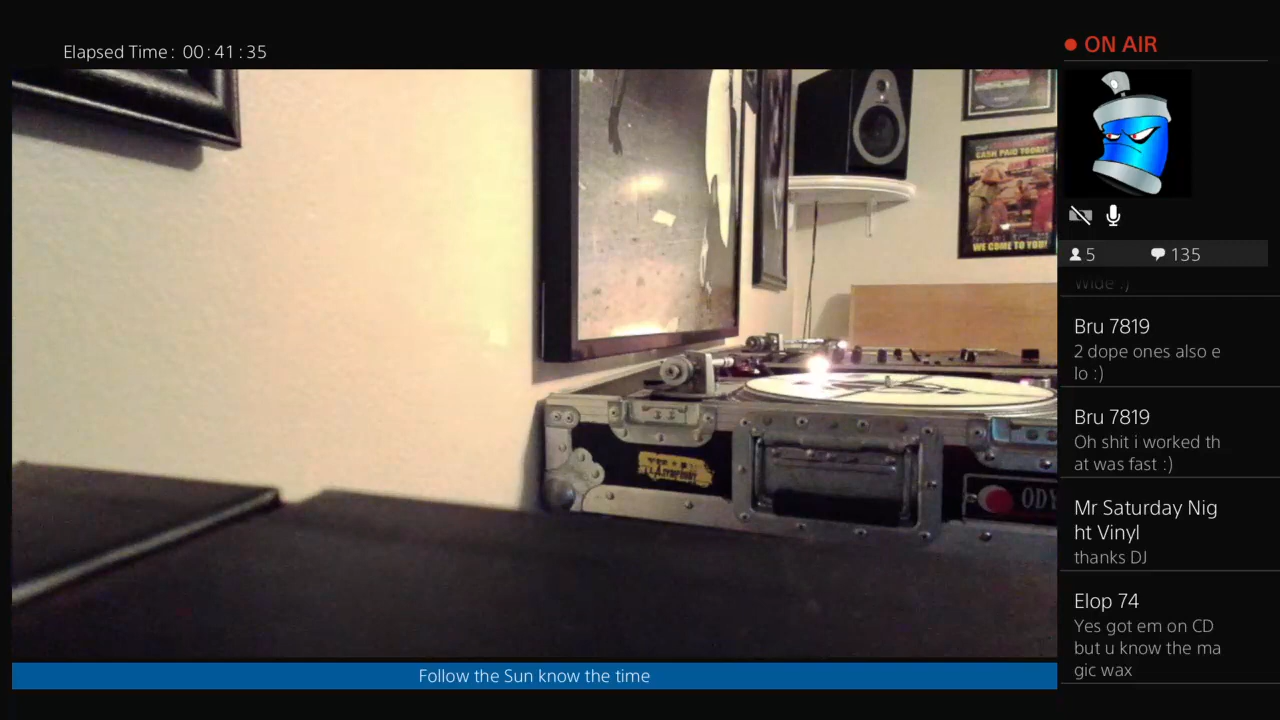 Elapsed Time: 00:41:35
ON AIR
5
135
Wide :)
Bru 7819
2 dope ones also e
lo :)
Bru 7819
Oh shit i worked th
at was fast :)
Mr Saturday Nig
ht Vinyl
thanks DJ
Elop 74
Yes got em on CD
but u know the ma
gic wax
CASH PAID TODAY!
WE COME TO YOU!
ODY
Follow the Sun know the time